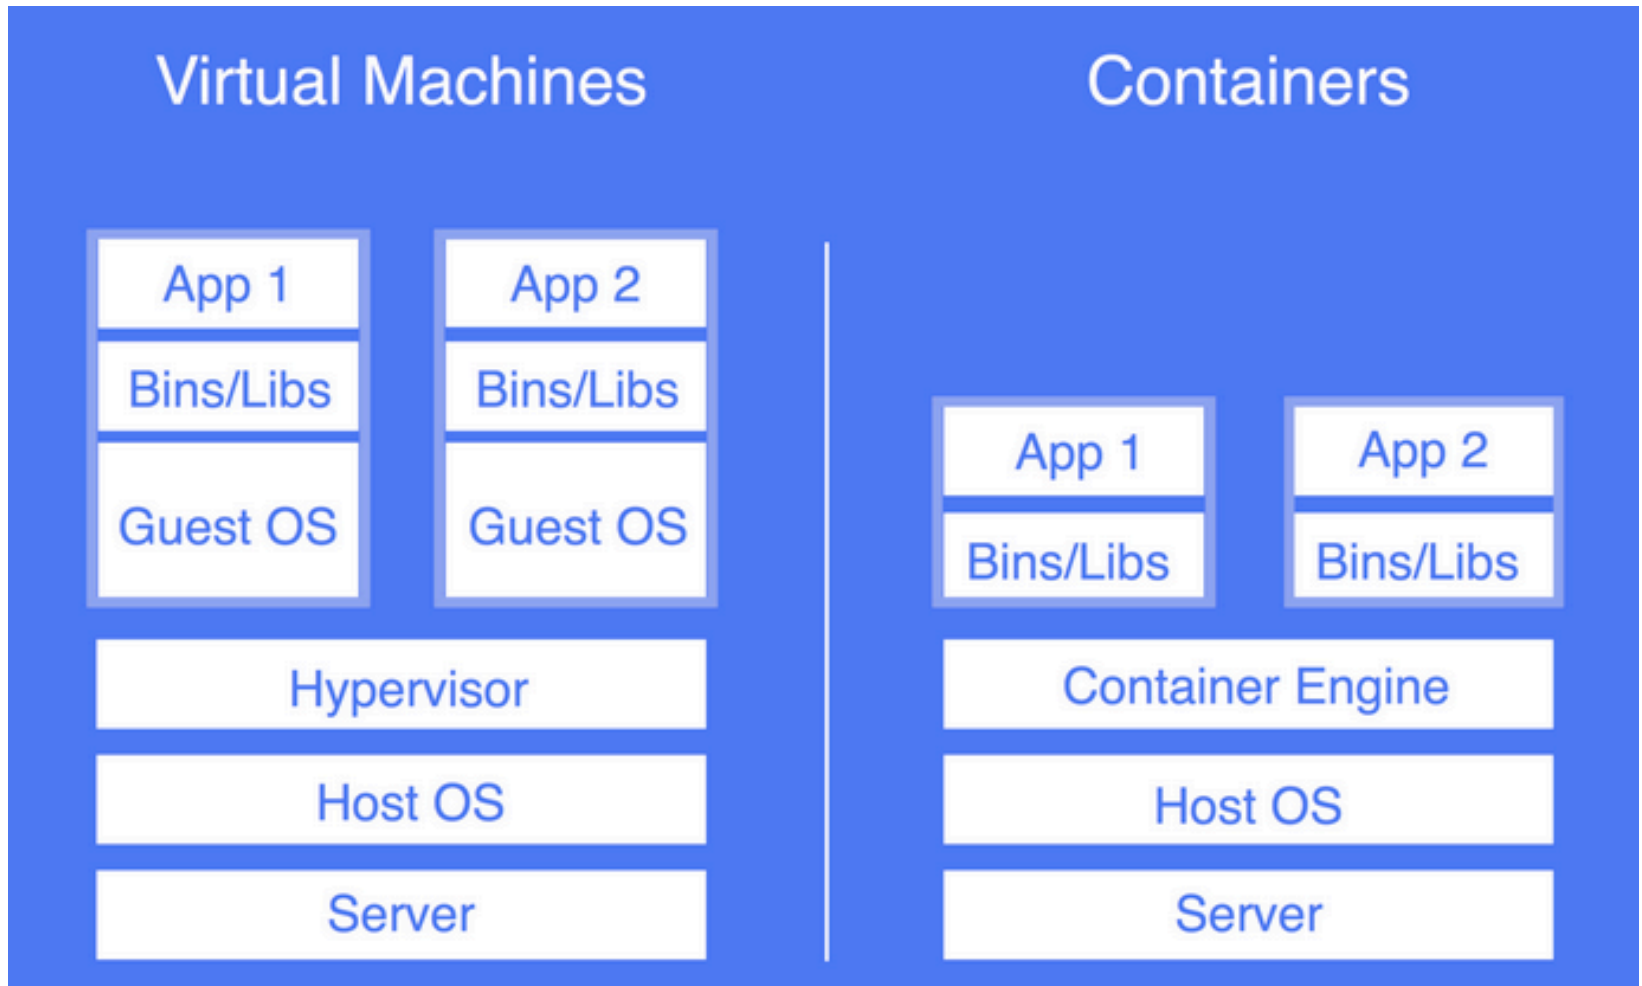 Virtual Machines
App 1
Bins/Libs
Guest OS
App 2
Bins/Libs
Guest OS
Hypervisor
Host OS
Server
Containers
App 1
Bins/Libs
App 2
Bins/Libs
Container Engine
Host OS
Server